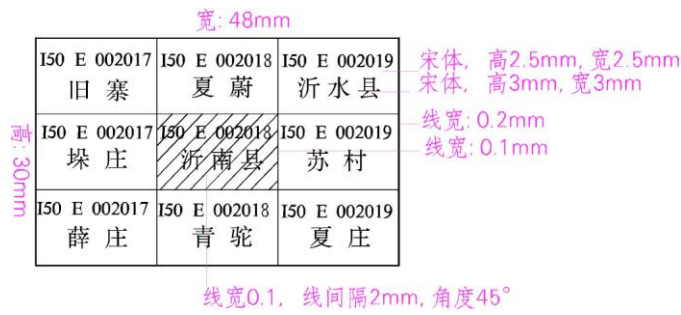 宽: 48mm
I50 E 002017 I50 E 002018 I50 E 002019
旧寨 夏蔚 沂水县
宋体, 高2.5mm, 宽2.5mm
宋体, 高3mm, 宽3mm
I50 E 002017 I50 E 002018 I50 E 002019
垛庄 沂南县 苏村
线宽: 0.2mm
线宽: 0.1mm
高: 30mm
I50 E 002017 I50 E 002018 I50 E 002019
薛庄 青驼 夏庄
线宽0.1, 线间隔2mm, 角度45°